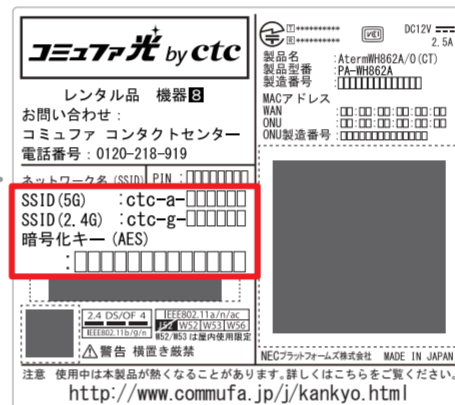 コミュファ光 by ctc
レンタル品 機器8
お問い合わせ：
コミュファ コンタクトセンター
電話番号：0120-218-919
ネットワーク名 (SSID) PIN :
SSID(5G) :ctc-a-
SSID(2.4G) :ctc-g-
暗号化キー (AES)
:
2.4 DS/OF 4
IEEE802.11b/g/n
IEEE802.11a/n/ac
W52 W53 W56
W52/W53 は屋内使用限定
警告 横置き厳禁
T:***********
R:***********
VCI
DC12V
2.5A
製品名 :AtermWH862A/O(CT)
製品型番 :PA-WH862A
製造番号 :
MACアドレス
WAN :
ONU :
ONU製造番号 :
NECプラットフォームズ株式会社 MADE IN JAPAN
注意 使用中は本製品が熱くなることがあります。詳しくはこちらをご覧ください。
http://www.commufa.jp/j/kankyo.html